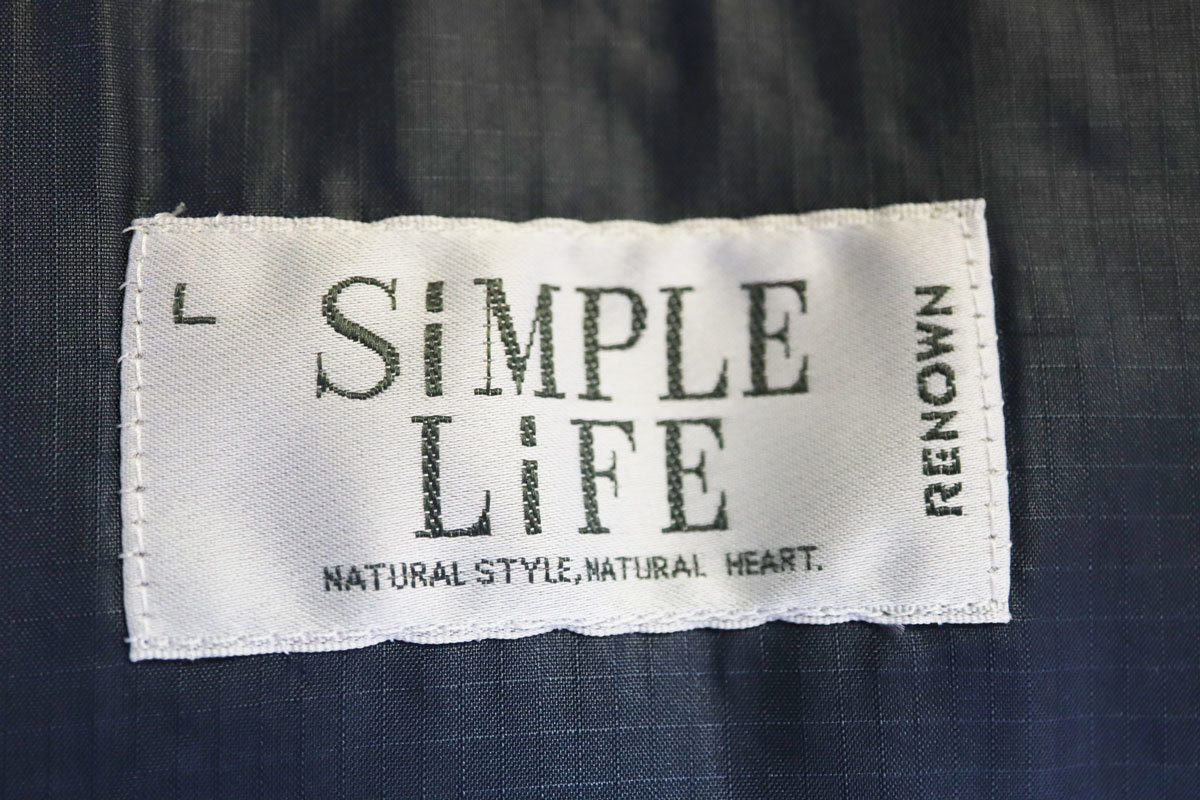 L
SiMPLE
LiFE
NATURAL STYLE, NATURAL HEART.
RENOWN